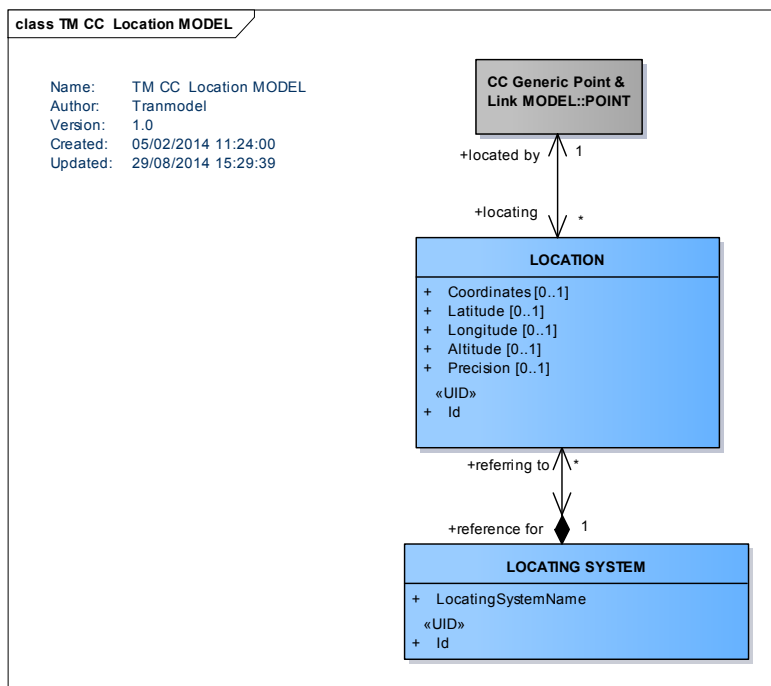 class TM CC Location MODEL
Name: TM CC Location MODEL
Author: Tranmodel
Version: 1.0
Created: 05/02/2014 11:24:00
Updated: 29/08/2014 15:29:39
CC Generic Point &
Link MODEL::POINT
+located by 1
+locating *
LOCATION
+ Coordinates [0..1]
+ Latitude [0..1]
+ Longitude [0..1]
+ Altitude [0..1]
+ Precision [0..1]
«UID»
+ Id
+referring to *
+reference for 1
LOCATING SYSTEM
+ LocatingSystemName
«UID»
+ Id